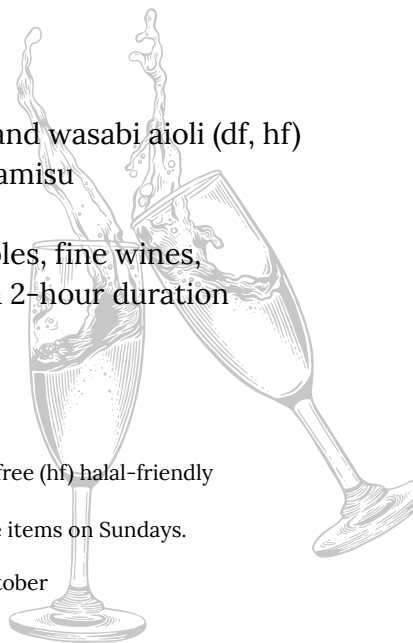 and wasabi aioli (df, hf)
amisu
les, fine wines,
2-hour duration
free (hf) halal-friendly
items on Sundays.
tober